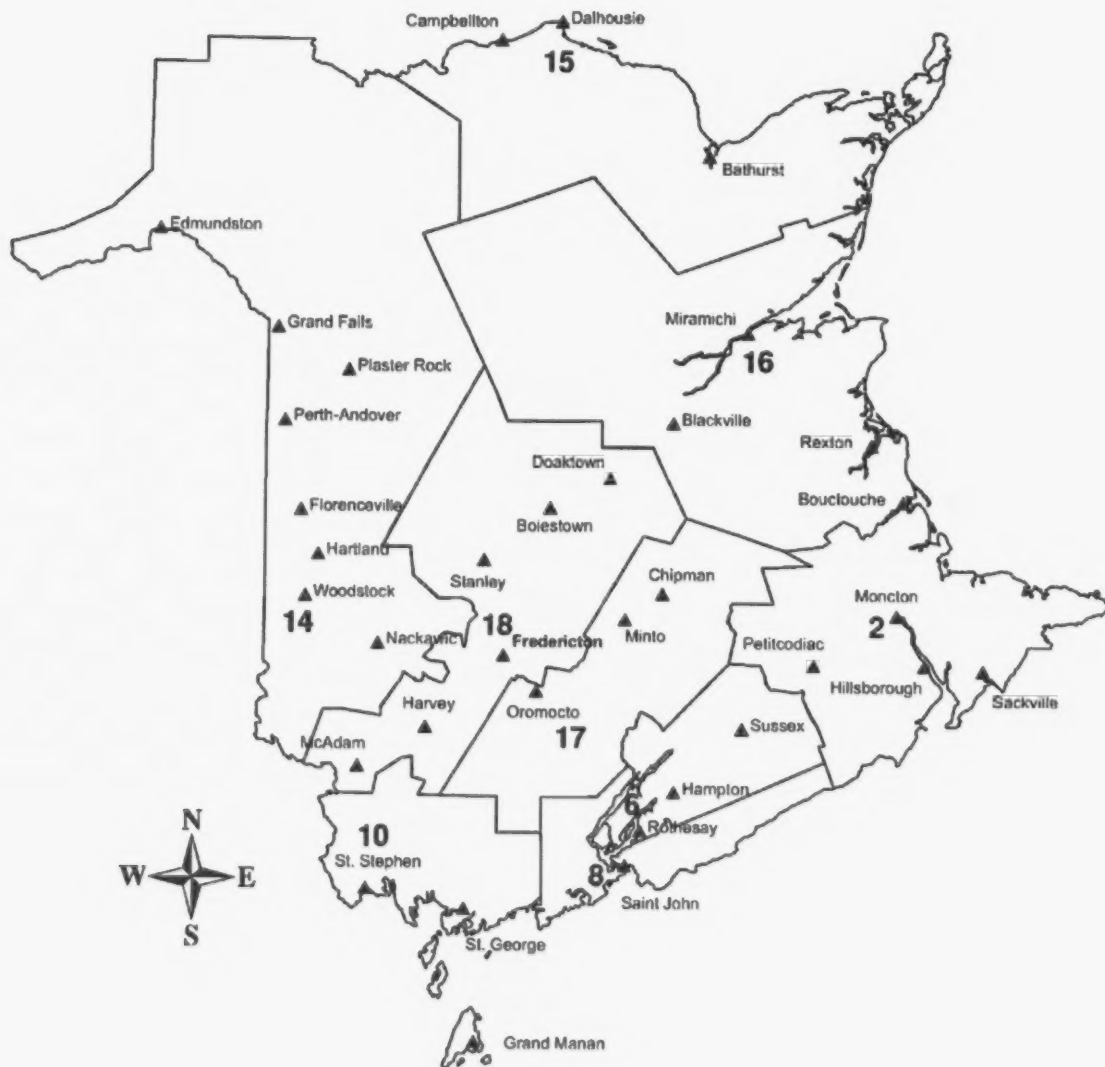 Campbellton
Dalhousie
15
Bathurst
Edmundston
Miramichi
16
Grand Falls
Plaster Rock
Perth-Andover
Blackville
Rexton
Doaktown
Bouctouche
Florenceville
Boiestown
Hartland
Stanley
Chipman
Woodstock
14
18
Fredericton
Minto
Moncton
2
Nackawic
Petitcodiac
Hillsborough
Sackville
Harvey
Oromocto
17
Sussex
McAdam
6
Hampton
Rothesay
N
W
E
S
10
St. Stephen
8
Saint John
St. George
Grand Manan